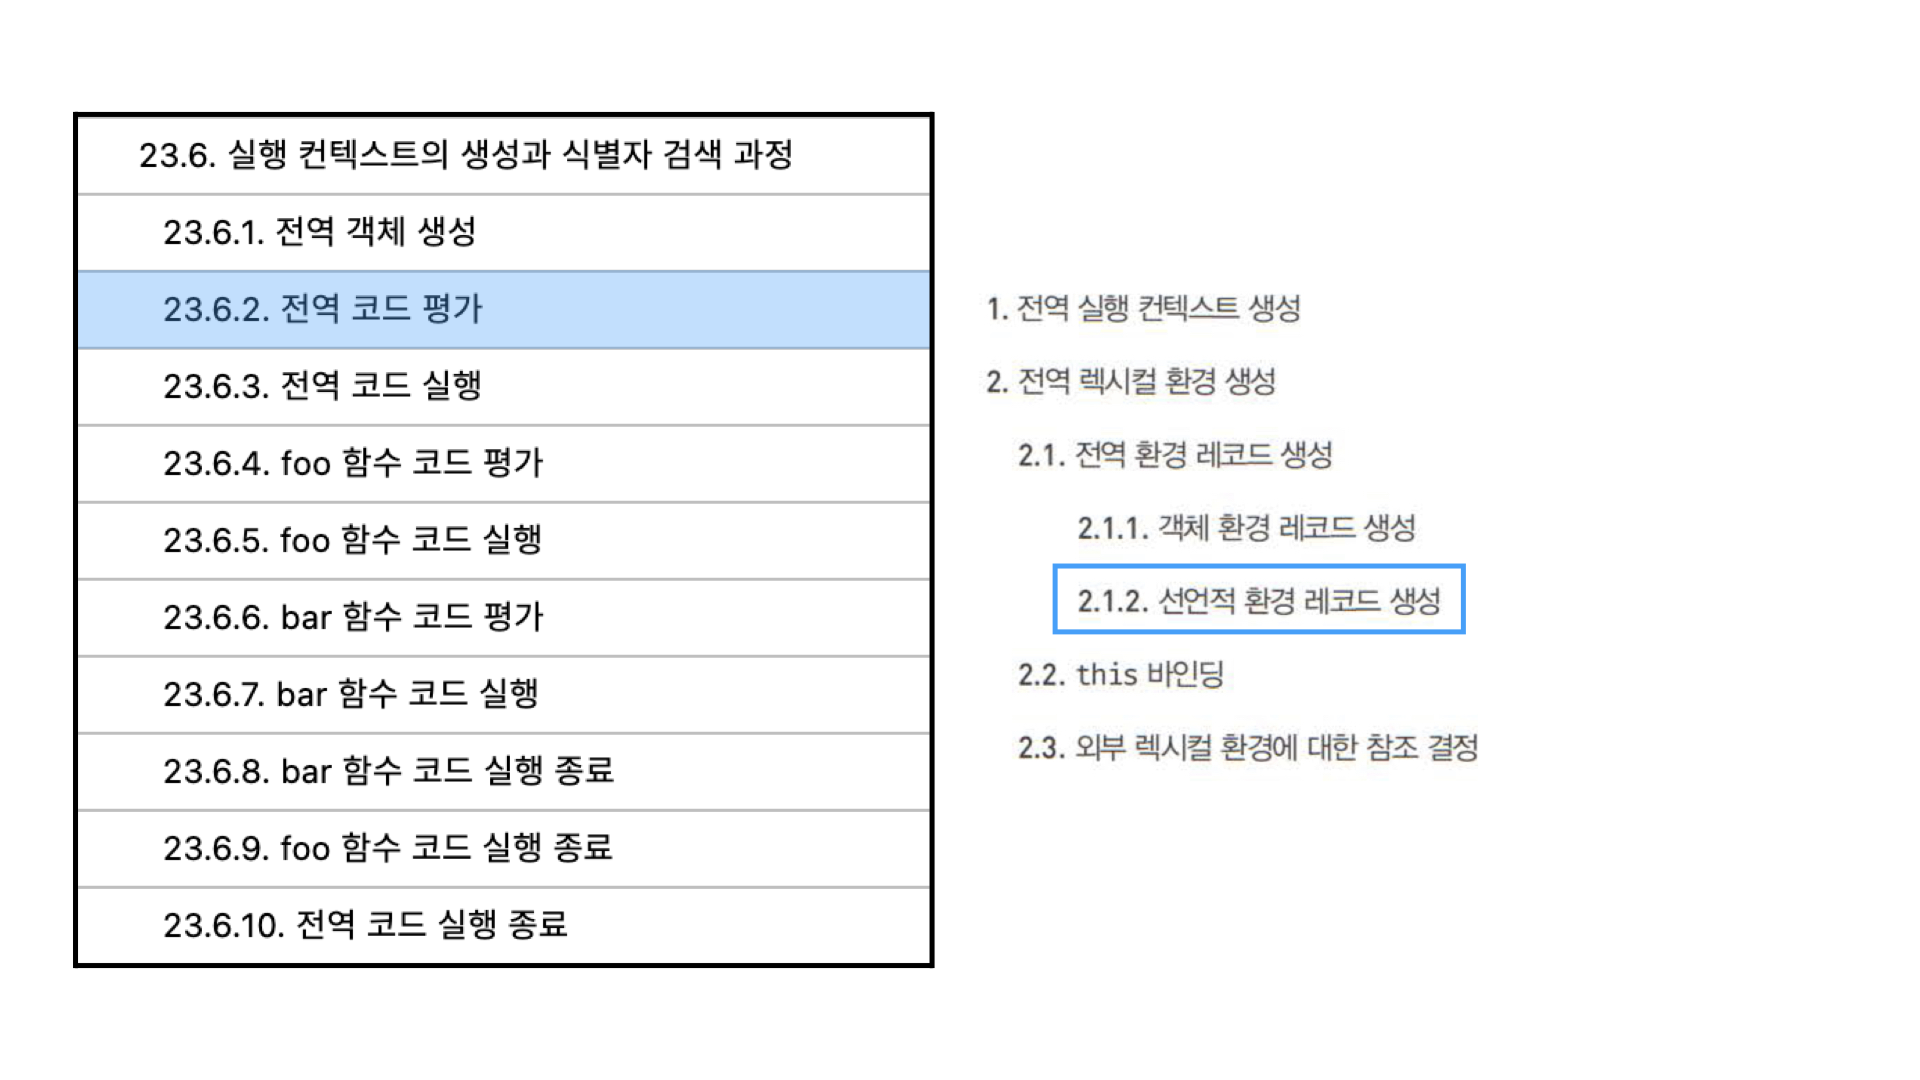 23.6. 실행 컨텍스트의 생성과 식별자 검색 과정
23.6.1. 전역 객체 생성
23.6.2. 전역 코드 평가
23.6.3. 전역 코드 실행
23.6.4. foo 함수 코드 평가
23.6.5. foo 함수 코드 실행
23.6.6. bar 함수 코드 평가
23.6.7. bar 함수 코드 실행
23.6.8. bar 함수 코드 실행 종료
23.6.9. foo 함수 코드 실행 종료
23.6.10. 전역 코드 실행 종료
1. 전역 실행 컨텍스트 생성
2. 전역 렉시컬 환경 생성
2.1. 전역 환경 레코드 생성
2.1.1. 객체 환경 레코드 생성
2.1.2. 선언적 환경 레코드 생성
2.2. this 바인딩
2.3. 외부 렉시컬 환경에 대한 참조 결정